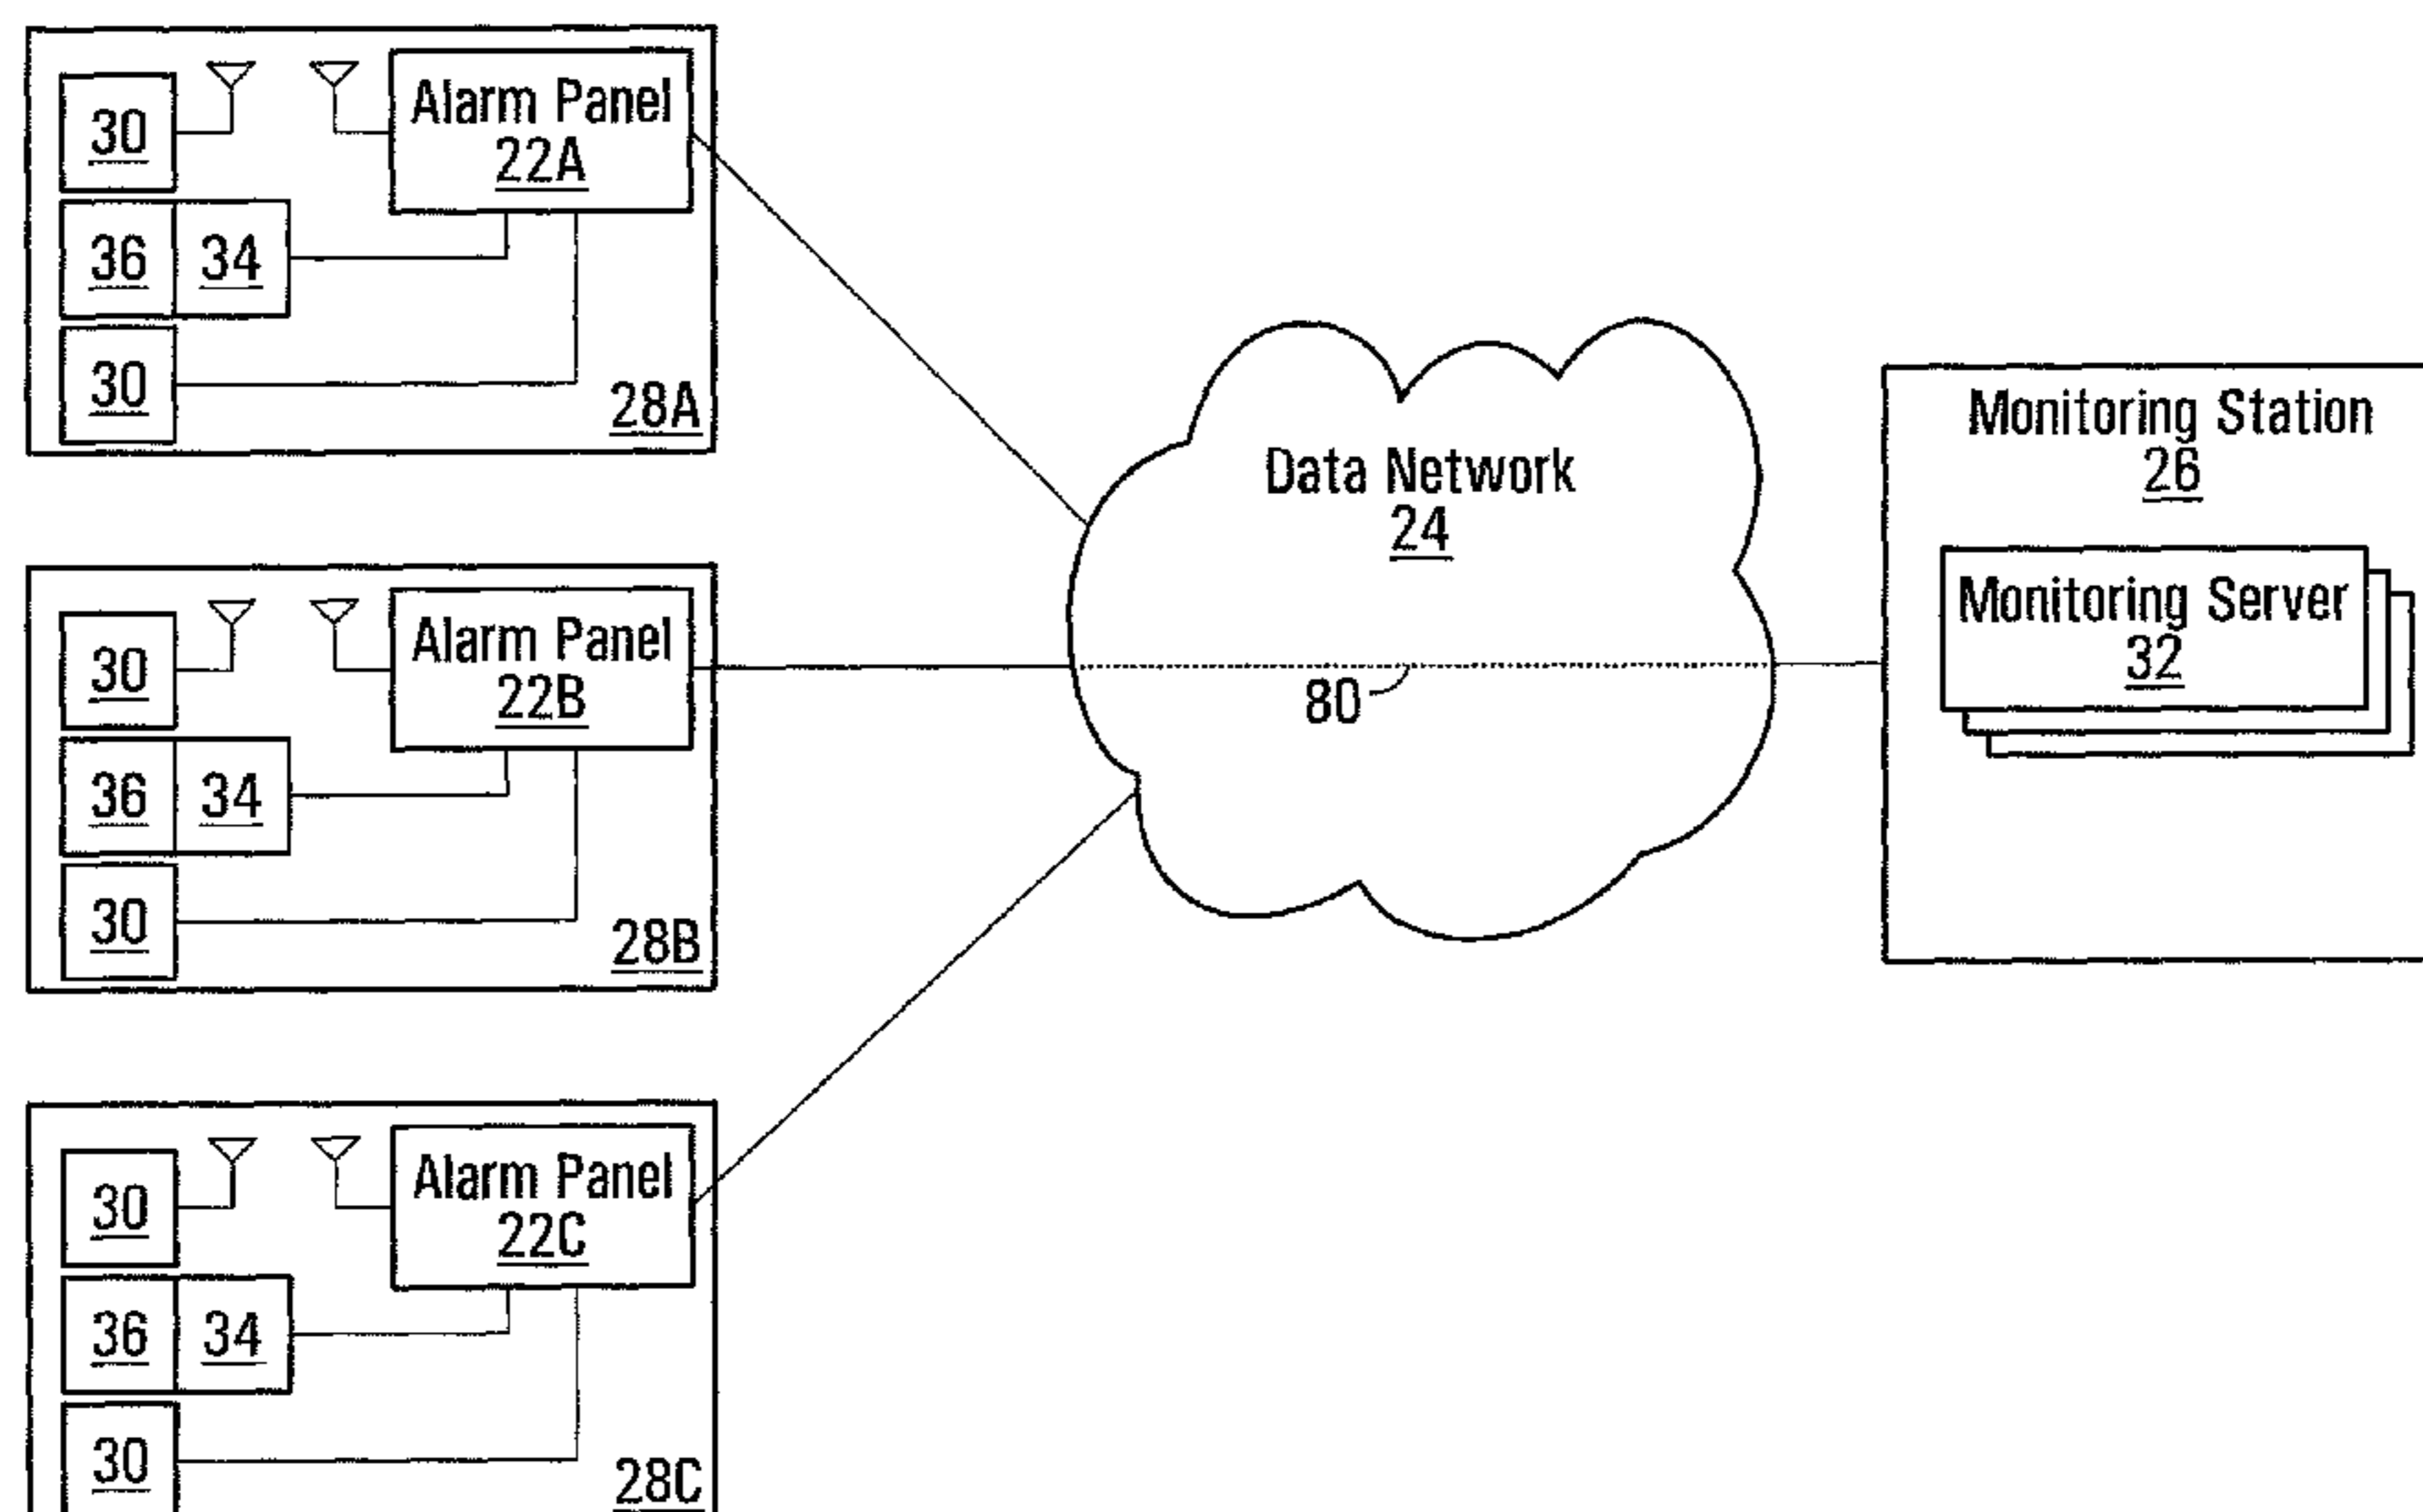 30
Alarm Panel
22A
36 34
30
28A
30
Alarm Panel
22B
36 34
30
28B
30
Alarm Panel
22C
36 34
30
28C
Data Network
24
80
Monitoring Station
26
Monitoring Server
32